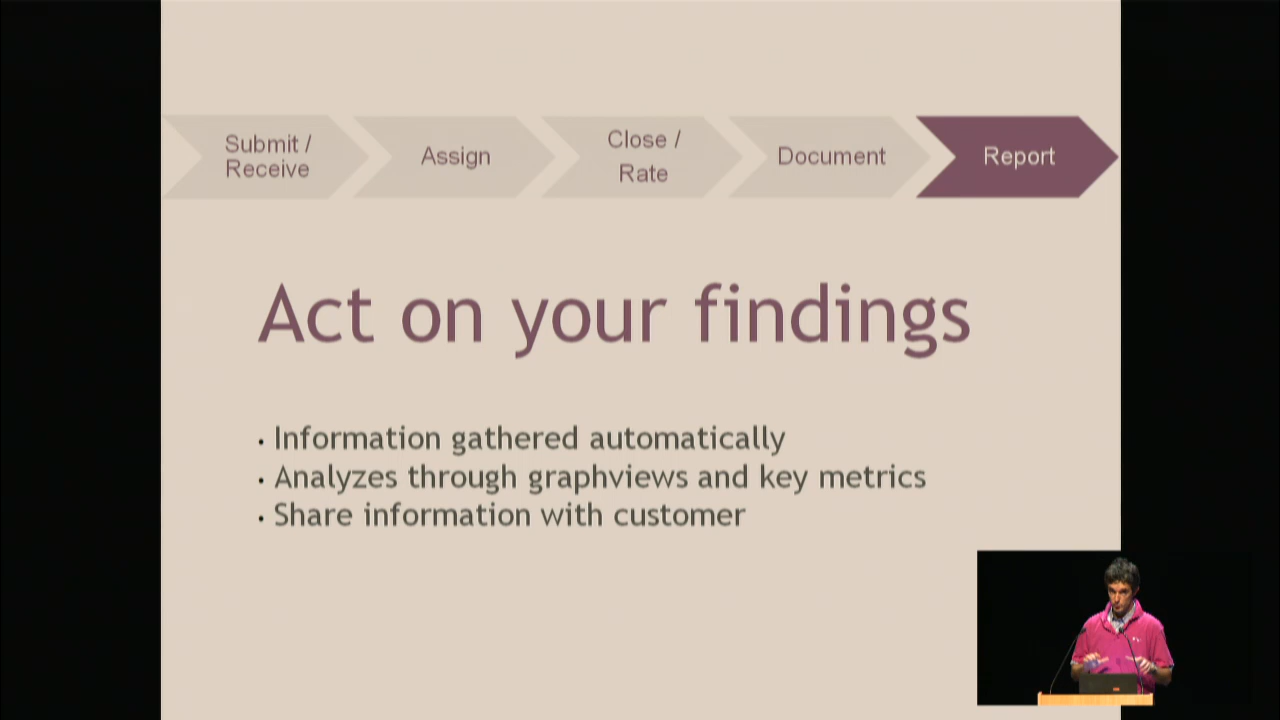 Submit /
Receive
Assign
Close /
Rate
Document
Report
Act on your findings
• Information gathered automatically
• Analyzes through graphviews and key metrics
• Share information with customer